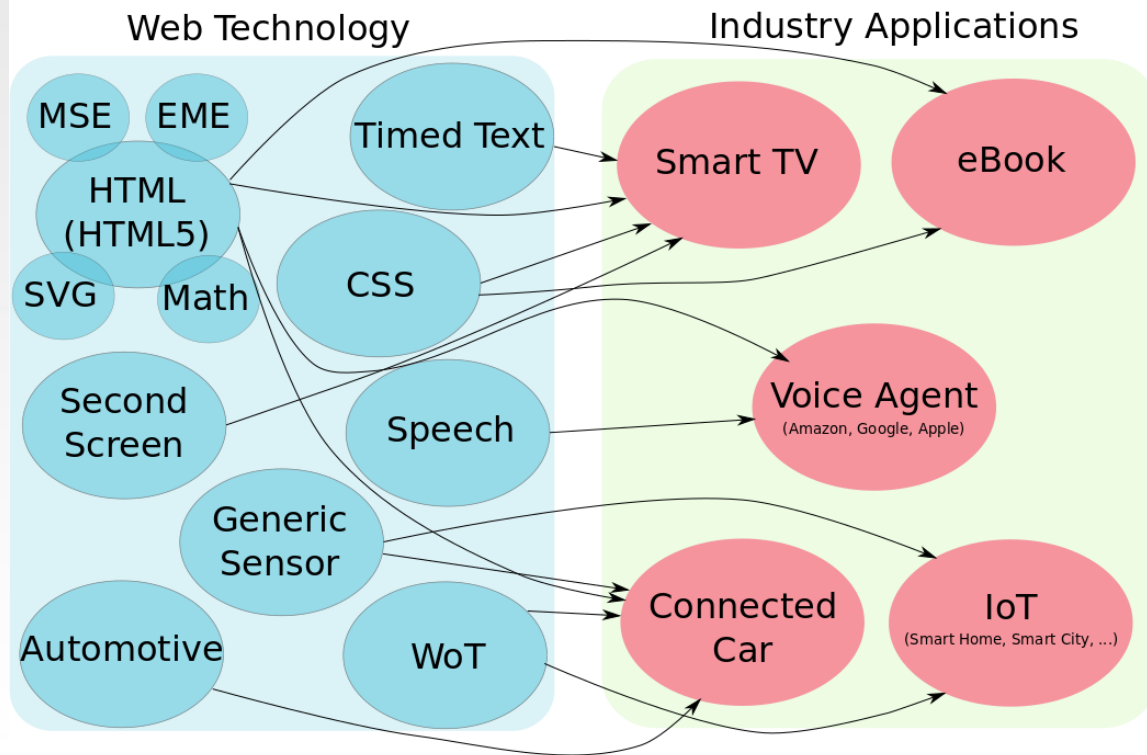 Web Technology
Industry Applications
MSE
EME
HTML
(HTML5)
SVG
Math
Timed Text
CSS
Second
Screen
Speech
Generic
Sensor
Automotive
WoT
Smart TV
eBook
Voice Agent
(Amazon, Google, Apple)
Connected
Car
IoT
(Smart Home, Smart City, ...)